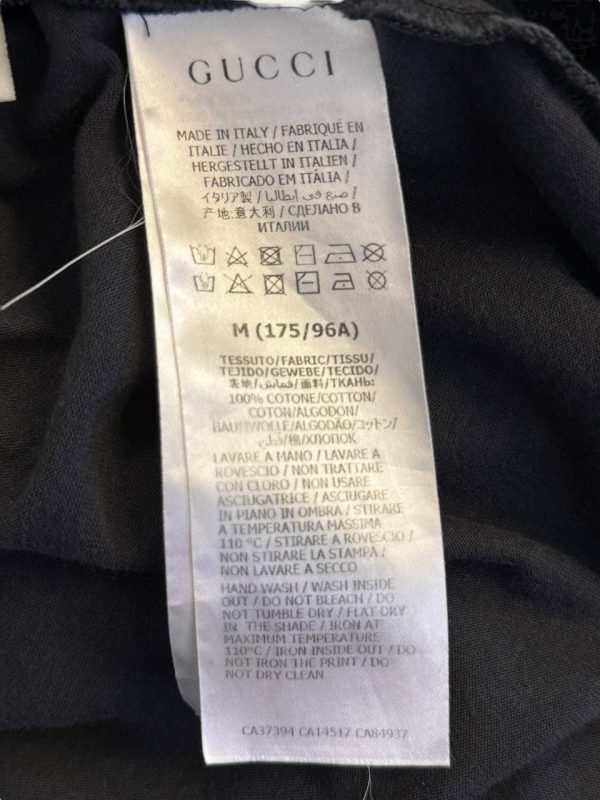 GUCCI
MADE IN ITALY / FABRIQUÉ EN
ITALIE / HECHO EN ITALIA /
HERGESTELLT IN ITALIEN /
FABRICADO EM ITÁLIA /
イタリア製 / صنع في إيطاليا /
产地:意大利 / СДЕЛАНО В
ИТАЛИИ
M (175/96A)
TESSUTO/FABRIC/TISSU/
TEJIDO/GEWEBE/TECIDO/
表地/قماش/面料/ТКАНЬ:
100% COTONE/COTTON/
COTON/ALGODON/
BAUMWOLLE/ALGODÃO/コットン/
قطن/棉/ХЛОПОК
LAVARE A MANO / LAVARE A
ROVESCIO / NON TRATTARE
CON CLORO / NON USARE
ASCIUGATRICE / ASCIUGARE
IN PIANO IN OMBRA / STIRARE
A TEMPERATURA MASSIMA
110 °C / STIRARE A ROVESCIO /
NON STIRARE LA STAMPA /
NON LAVARE A SECCO
HAND WASH / WASH INSIDE
OUT / DO NOT BLEACH / DO
NOT TUMBLE DRY / FLAT DRY
IN THE SHADE / IRON AT
MAXIMUM TEMPERATURE
110°C / IRON INSIDE OUT / DO
NOT IRON THE PRINT / DO
NOT DRY CLEAN
CA37394 CA14517 CA84937